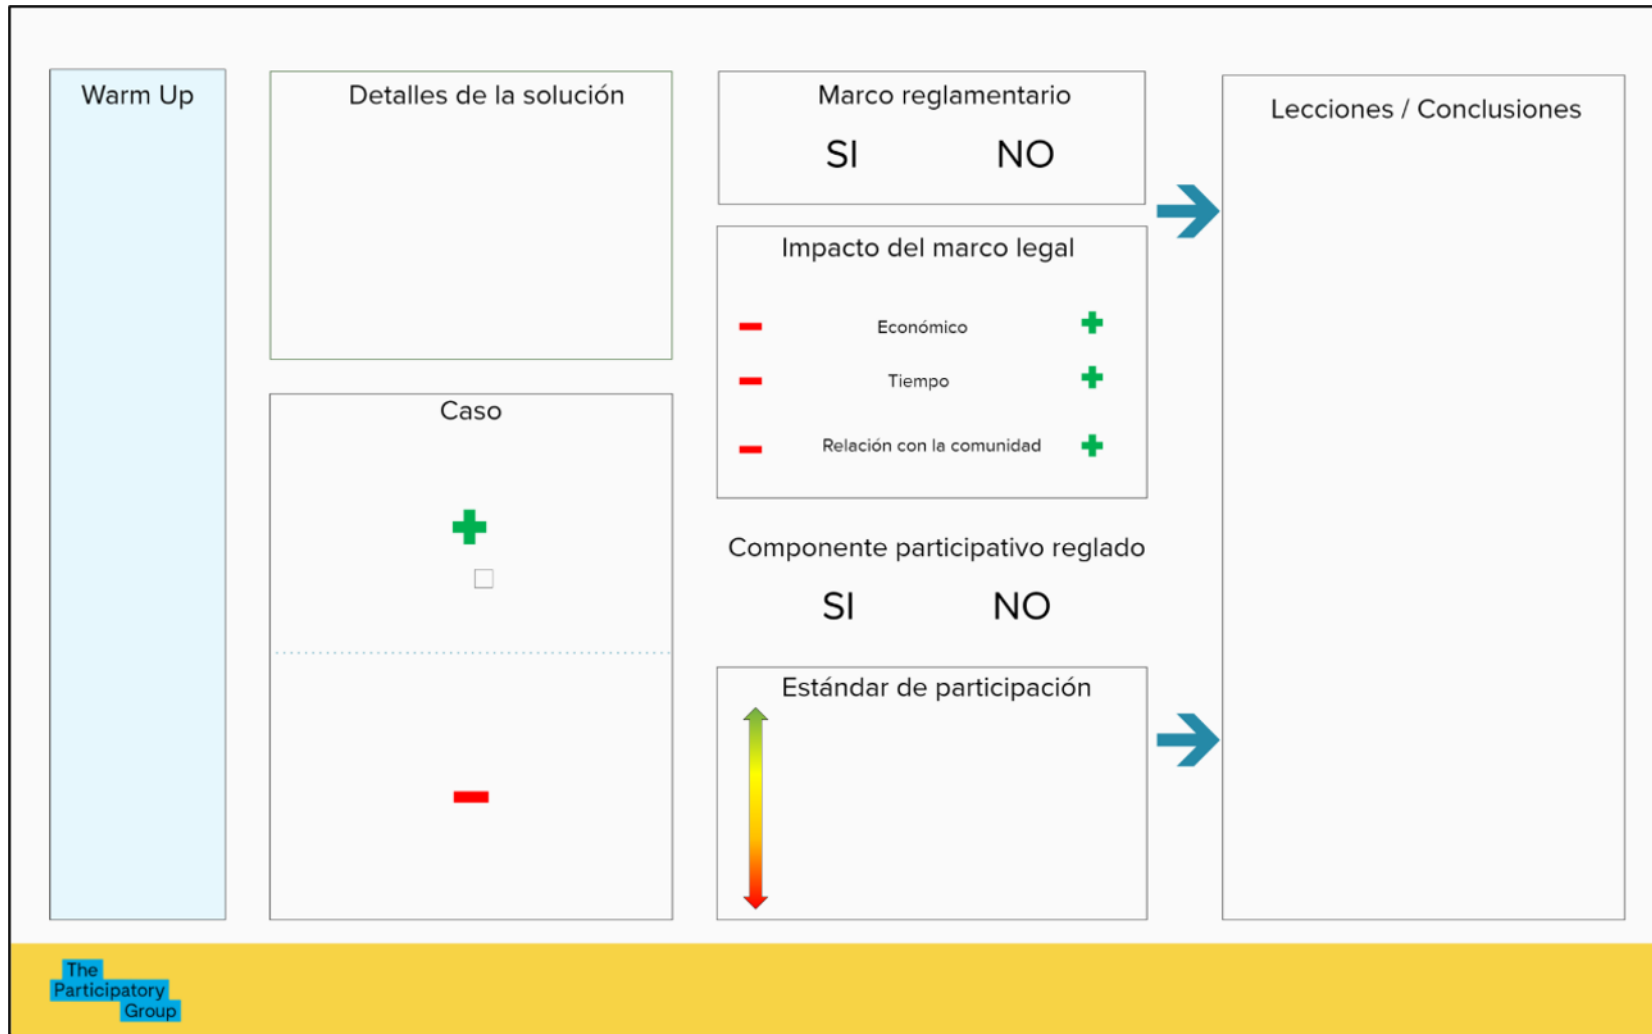 Warm Up
Detalles de la solución
Caso
Marco reglamentario
SI NO
Impacto del marco legal
Económico
Tiempo
Relación con la comunidad
Componente participativo reglado
SI NO
Estándar de participación
Lecciones / Conclusiones
The
Participatory
Group